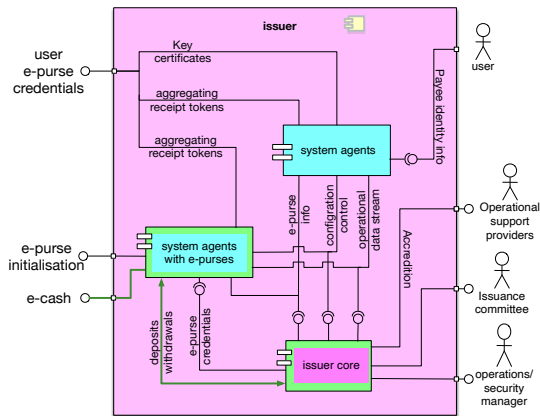 issuer
user
e-purse
credentials
Key
certificates
aggregating
receipt tokens
aggregating
receipt tokens
user
Payee identity info
system agents
e-purse
info
configration
control
operational
data stream
Accredition
Operational
support
providers
e-purse
initialisation
system agents
with e-purses
e-cash
Issuance
committee
deposits
withdrawals
e-purse
credentials
issuer core
operations/
security
manager